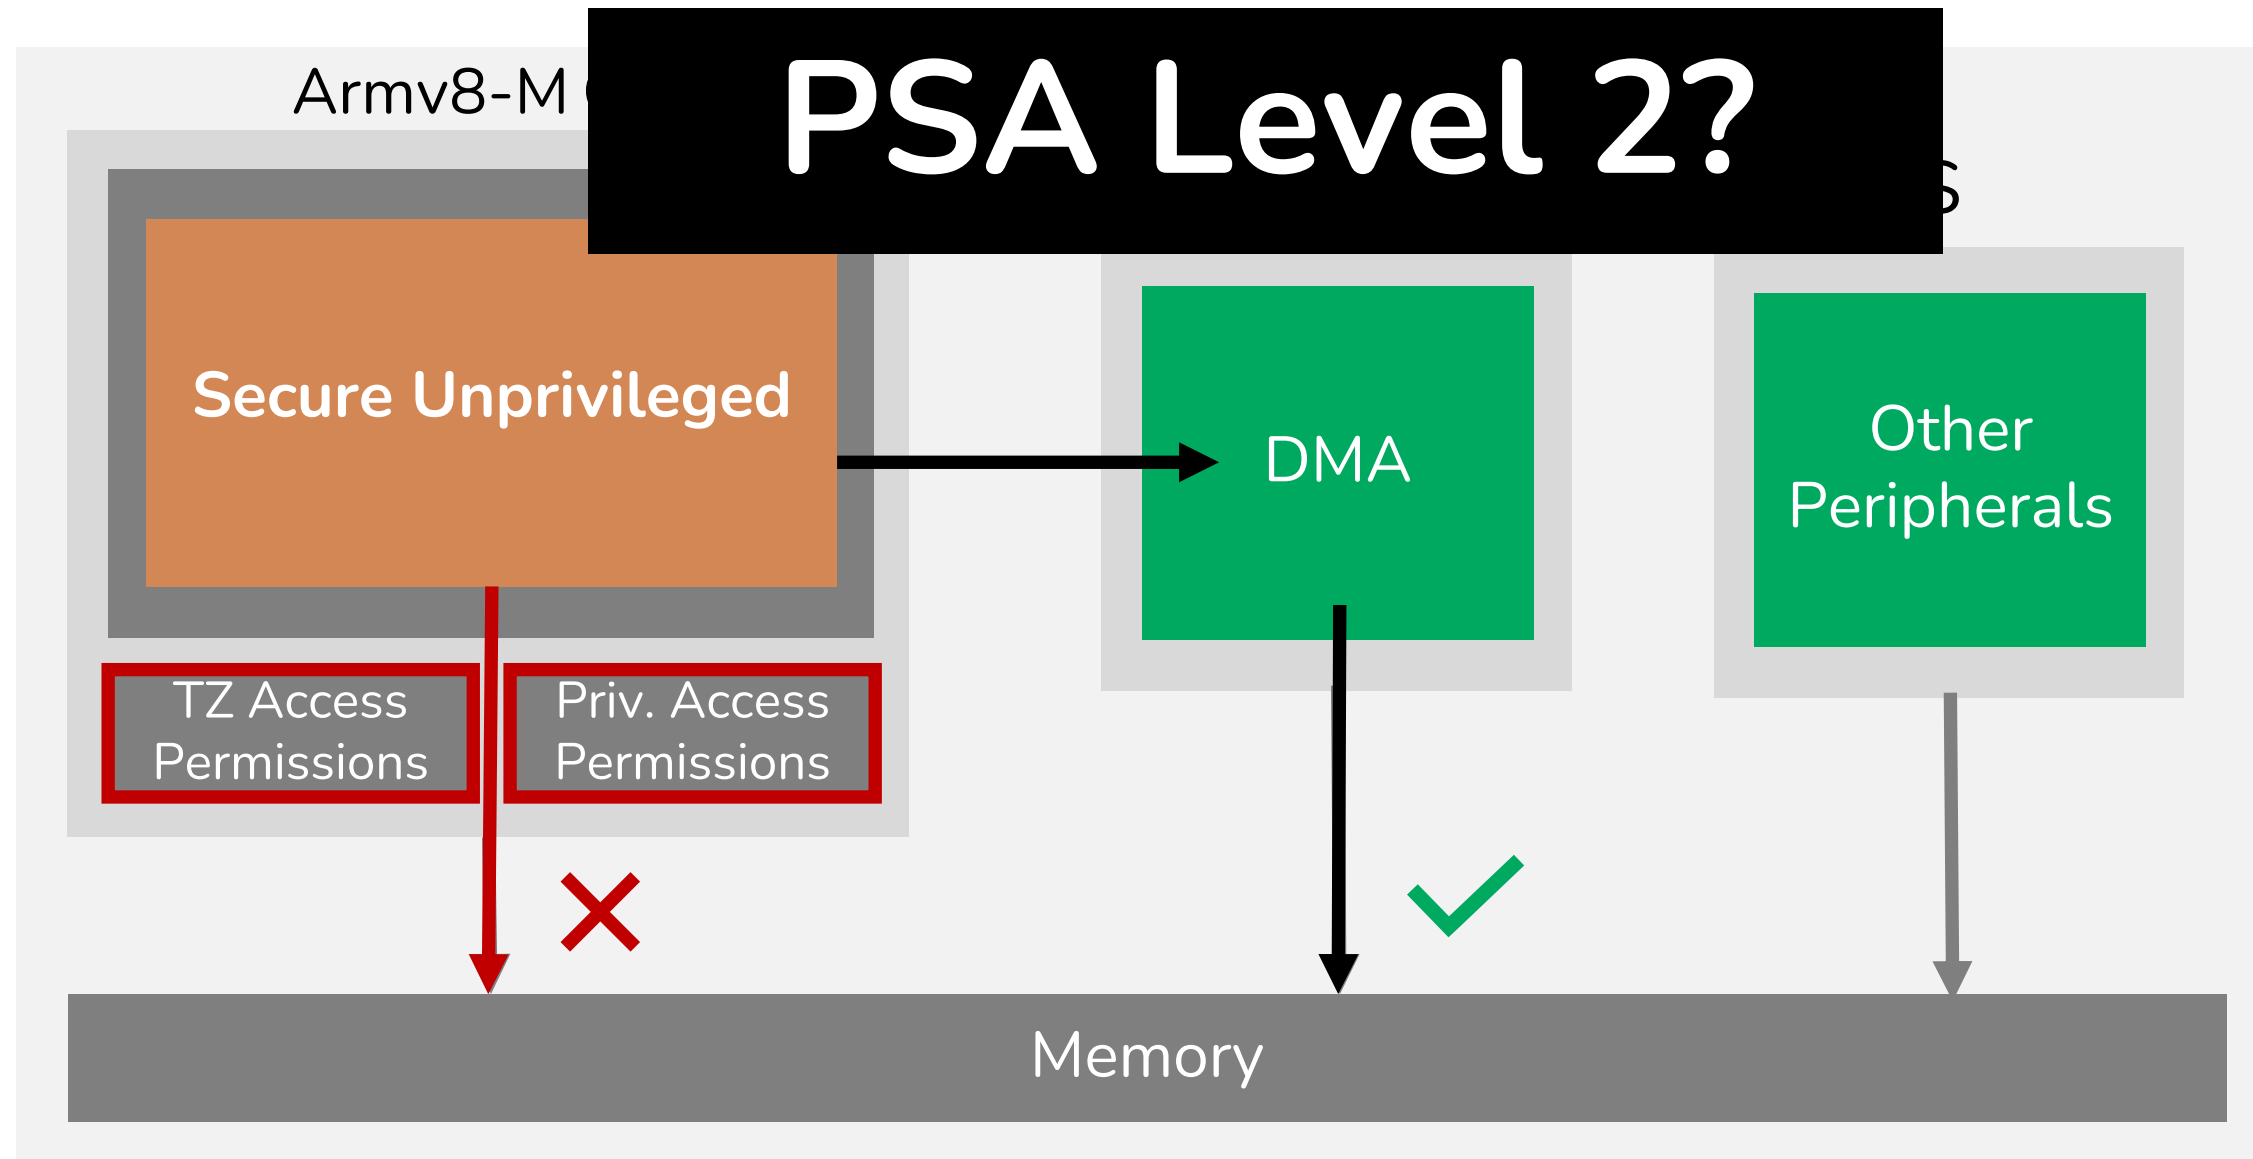 PSA Level 2?
Armv8-M
Secure Unprivileged
DMA
Other
Peripherals
TZ Access
Permissions
Priv. Access
Permissions
Memory